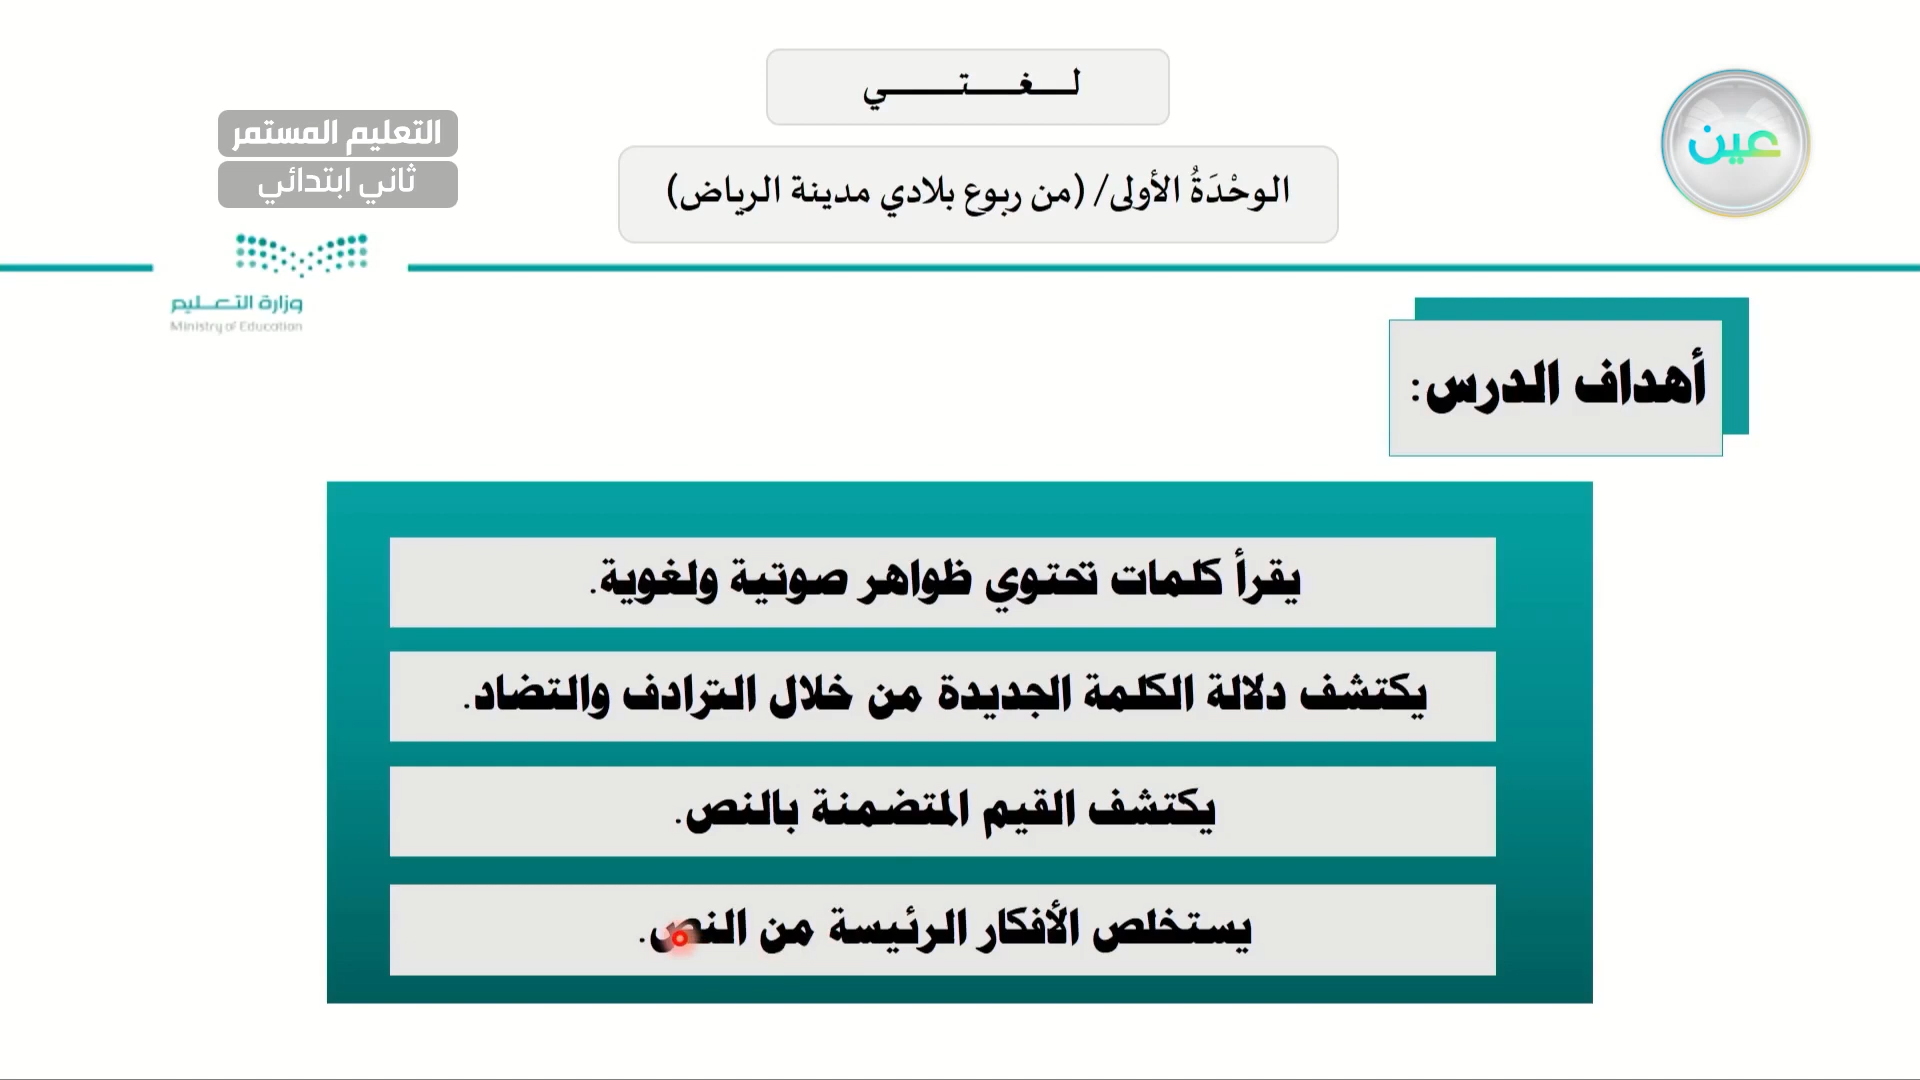 لـــغـــتـــي
عين
التعليم المستمر
ثاني ابتدائي
الوحْدَةُ الأولى/ (من ربوع بلادي مدينة الرياض)
وزارة التعـــليم
Ministry of Education
أهداف الدرس:
يقرأ كلمات تحتوي ظواهر صوتية ولغوية.
يكتشف دلالة الكلمة الجديدة من خلال الترادف والتضاد.
يكتشف القيم المتضمنة بالنص.
يستخلص الأفكار الرئيسة من النص.